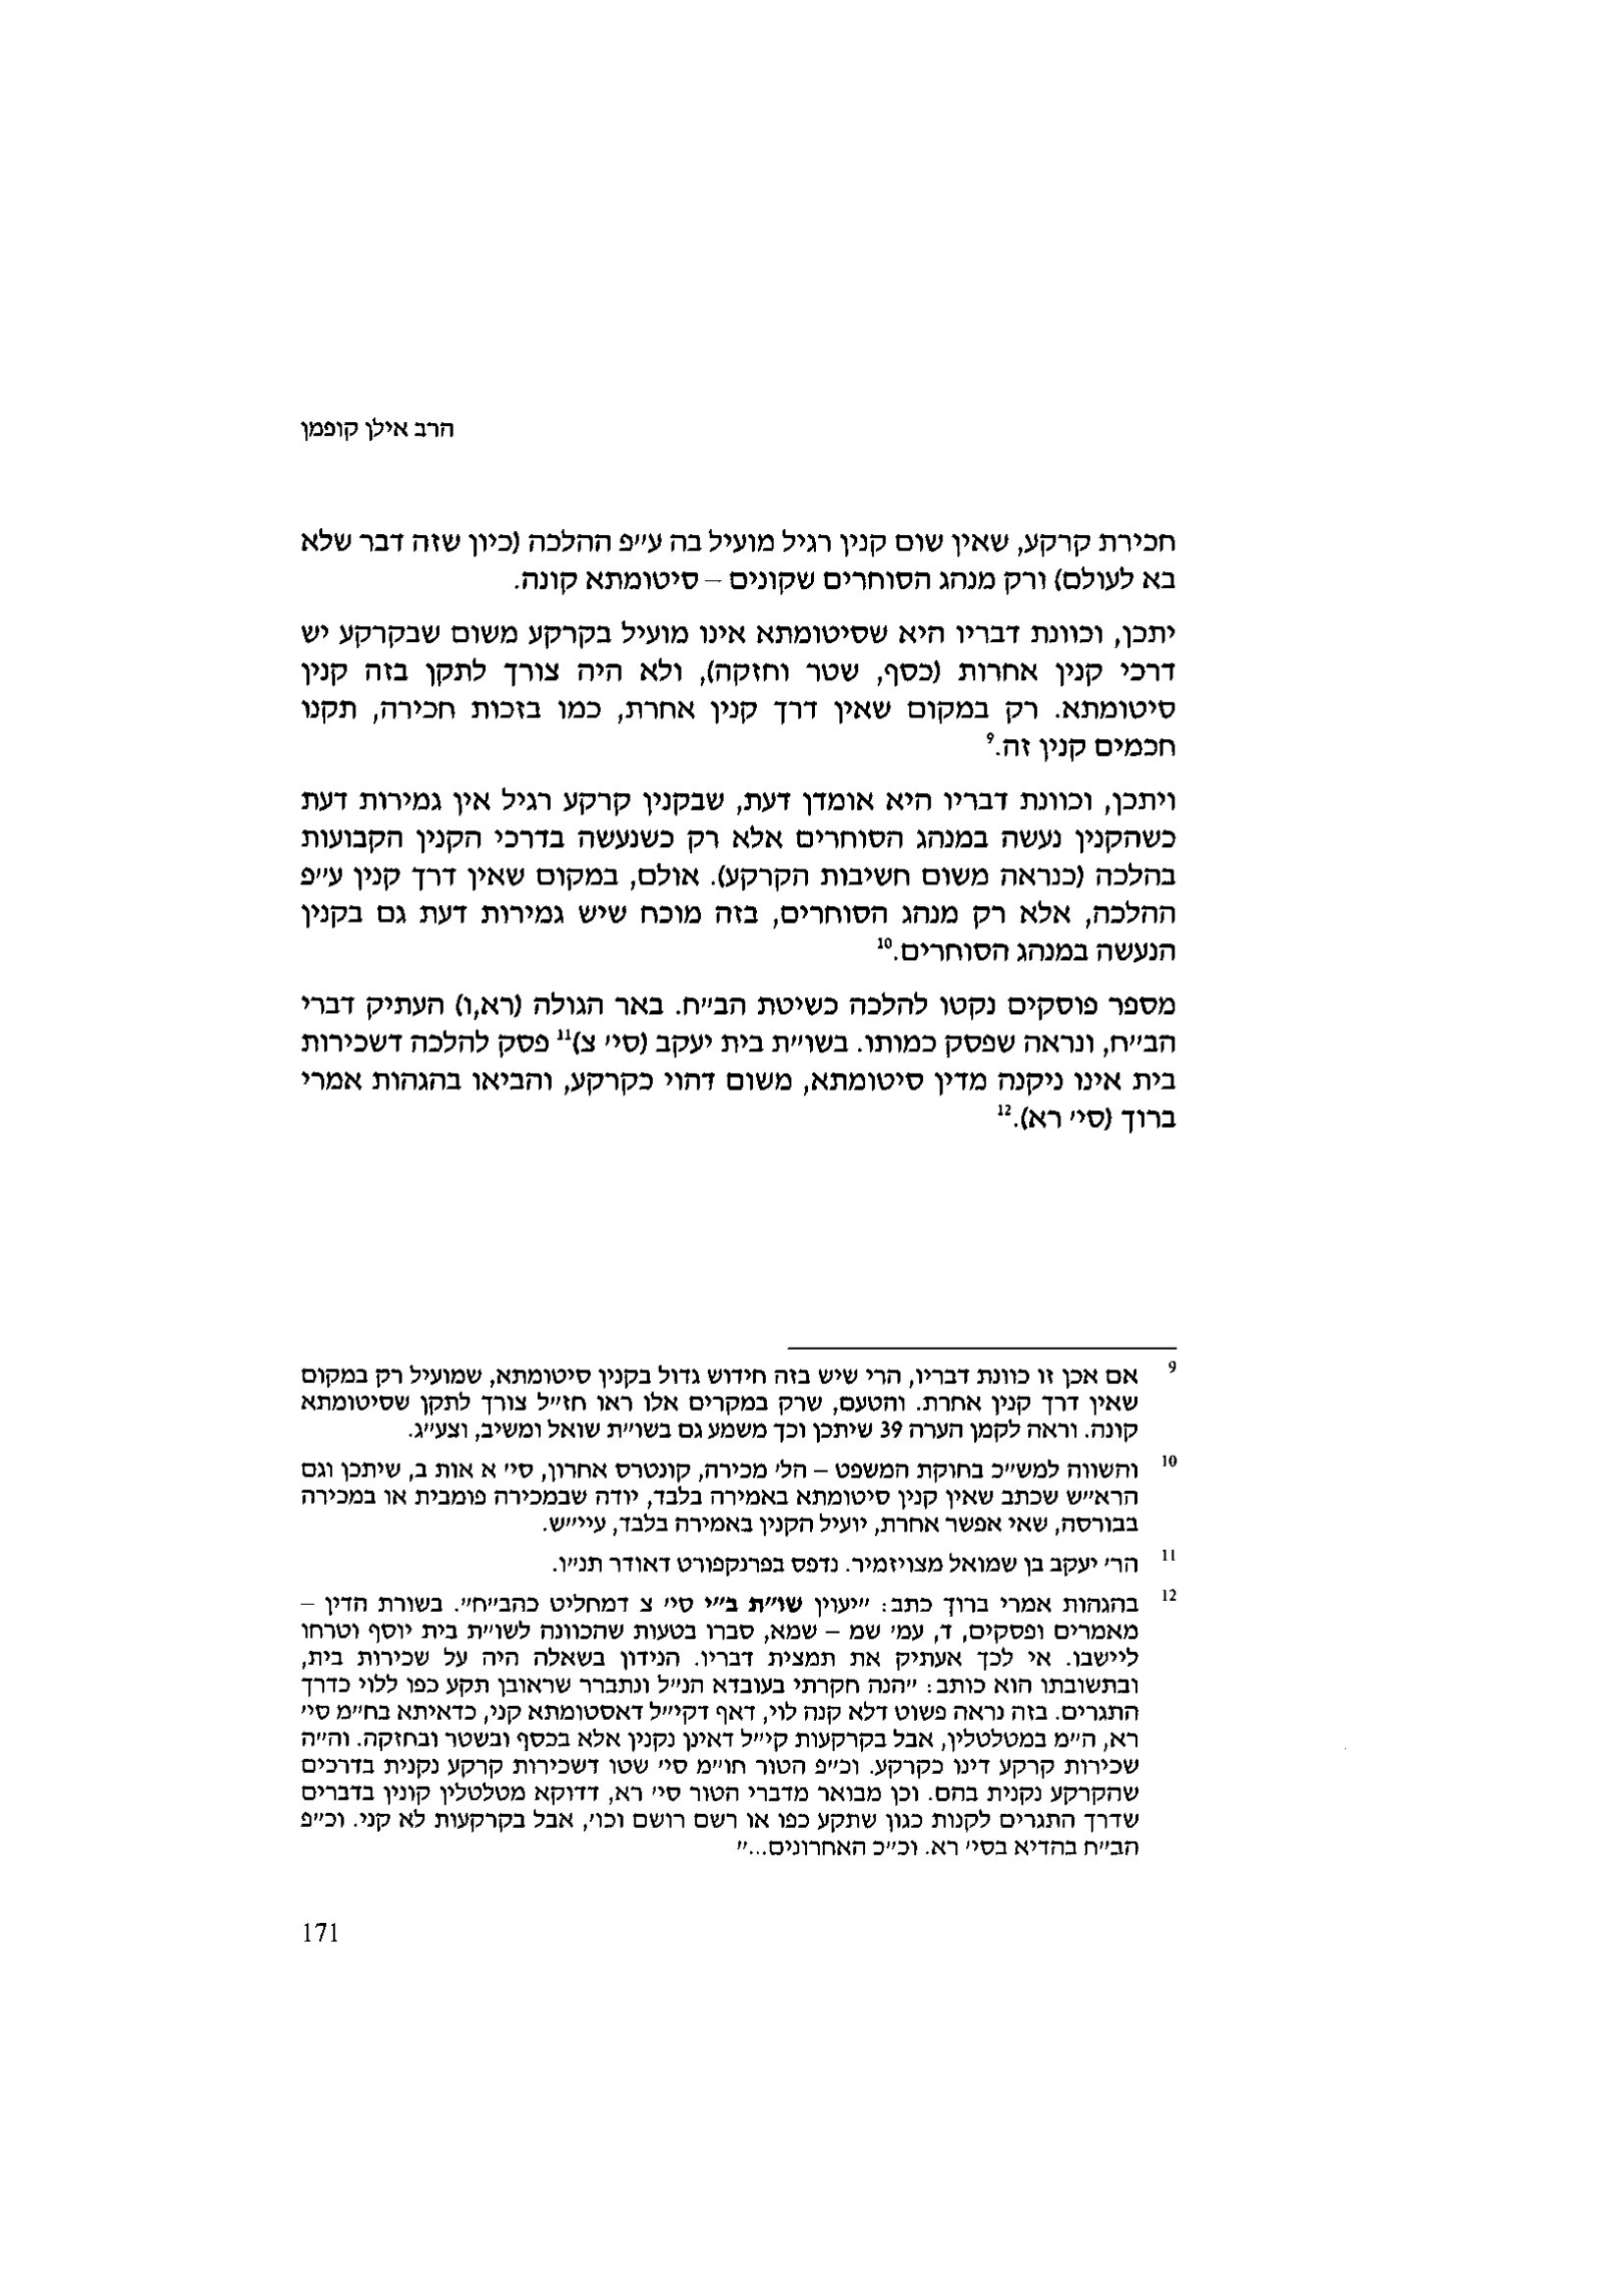 הרב אילן קופמן
חכירת קרקע, שאין שום קנין רגיל מועיל בה ע״פ ההלכה (כיון שזה דבר שלא
בא לעולם) ורק מנהג הסוחרים שקונים – סיטומתא קונה.
יתכן, וכוונת דבריו היא שסיטומתא אינו מועיל בקרקע משום שבקרקע יש
דרכי קנין אחרות (כסף, שטר וחזקה), ולא היה צורך לתקן בזה קנין
סיטומתא. רק במקום שאין דרך קנין אחרת, כמו בזכות חכירה, תקנו
חכמים קנין זה.9
ויתכן, וכוונת דבריו היא אומדן דעת, שבקנין קרקע רגיל אין גמירות דעת
כשהקנין נעשה במנהג הסוחרים אלא רק כשנעשה בדרכי הקנין הקבועות
בהלכה (כנראה משום חשיבות הקרקע). אולם, במקום שאין דרך קנין ע״פ
ההלכה, אלא רק מנהג הסוחרים, בזה מוכח שיש גמירות דעת גם בקנין
הנעשה במנהג הסוחרים.10
מספר פוסקים נקטו להלכה כשיטת הב״ח. באר הגולה (רא,ו) העתיק דברי
הב״ח, ונראה שפסק כמותו. בשו״ת בית יעקב (סי׳ צ)11 פסק להלכה דשכירות
בית אינו ניקנה מדין סיטומתא, משום דהוי כקרקע, והביאו בהגהות אמרי
ברוך (סי׳ רא).12
9 אם אכן זו כוונת דבריו, הרי שיש בזה חידוש גדול בקנין סיטומתא, שמועיל רק במקום
שאין דרך קנין אחרת. והטעם, שרק במקרים אלו ראו חז״ל צורך לתקן שסיטומתא
קונה. וראה לקמן הערה 39 שיתכן וכך משמע גם בשו״ת שואל ומשיב, וצע״ג.
10 והשווה למש״כ בחוקת המשפט – הל׳ מכירה, קונטרס אחרון, סי׳ א אות ב, שיתכן וגם
הרא״ש שכתב שאין קנין סיטומתא באמירה בלבד, יודה שבמכירה פומבית או במכירה
בבורסה, שאי אפשר אחרת, יועיל הקנין באמירה בלבד, עיי״ש.
11 הר׳ יעקב בן שמואל מצויזמיר. נדפס בפרנקפורט דאודר תנ״ו.
12 בהגהות אמרי ברוך כתב: ״יעוין שו״ת ב״י סי׳ צ דמחליט כהב״ח״. בשורת הדין –
מאמרים ופסקים, ד, עמ׳ שמ – שמא, סברו בטעות שהכוונה לשו״ת בית יוסף וטרחו
ליישבו. אי לכך אעתיק את תמצית דבריו. הנידון בשאלה היה על שכירות בית,
ובתשובתו הוא כותב: ״הנה חקרתי בעובדא הנ״ל ונתברר שראובן תקע כפו ללוי כדרך
התגרים. בזה נראה פשוט דלא קנה לוי, דאף דקי״ל דאסטומתא קני, כדאיתא בח״מ סי׳
רא, ה״מ במטלטלין, אבל בקרקעות קי״ל דאינן נקנין אלא בכסף ובשטר ובחזקה. וה״ה
שכירות קרקע דינו כקרקע. וכ״פ הטור חו״מ סי׳ שטו דשכירות קרקע נקנית בדרכים
שהקרקע נקנית בהם. וכן מבואר מדברי הטור סי׳ רא, דדוקא מטלטלין קונין בדברים
שדרך התגרים לקנות כגון שתקע כפו או רשם רושם וכו׳, אבל בקרקעות לא קני. וכ״פ
הב״ח בהדיא בסי׳ רא. וכ״כ האחרונים...״
171